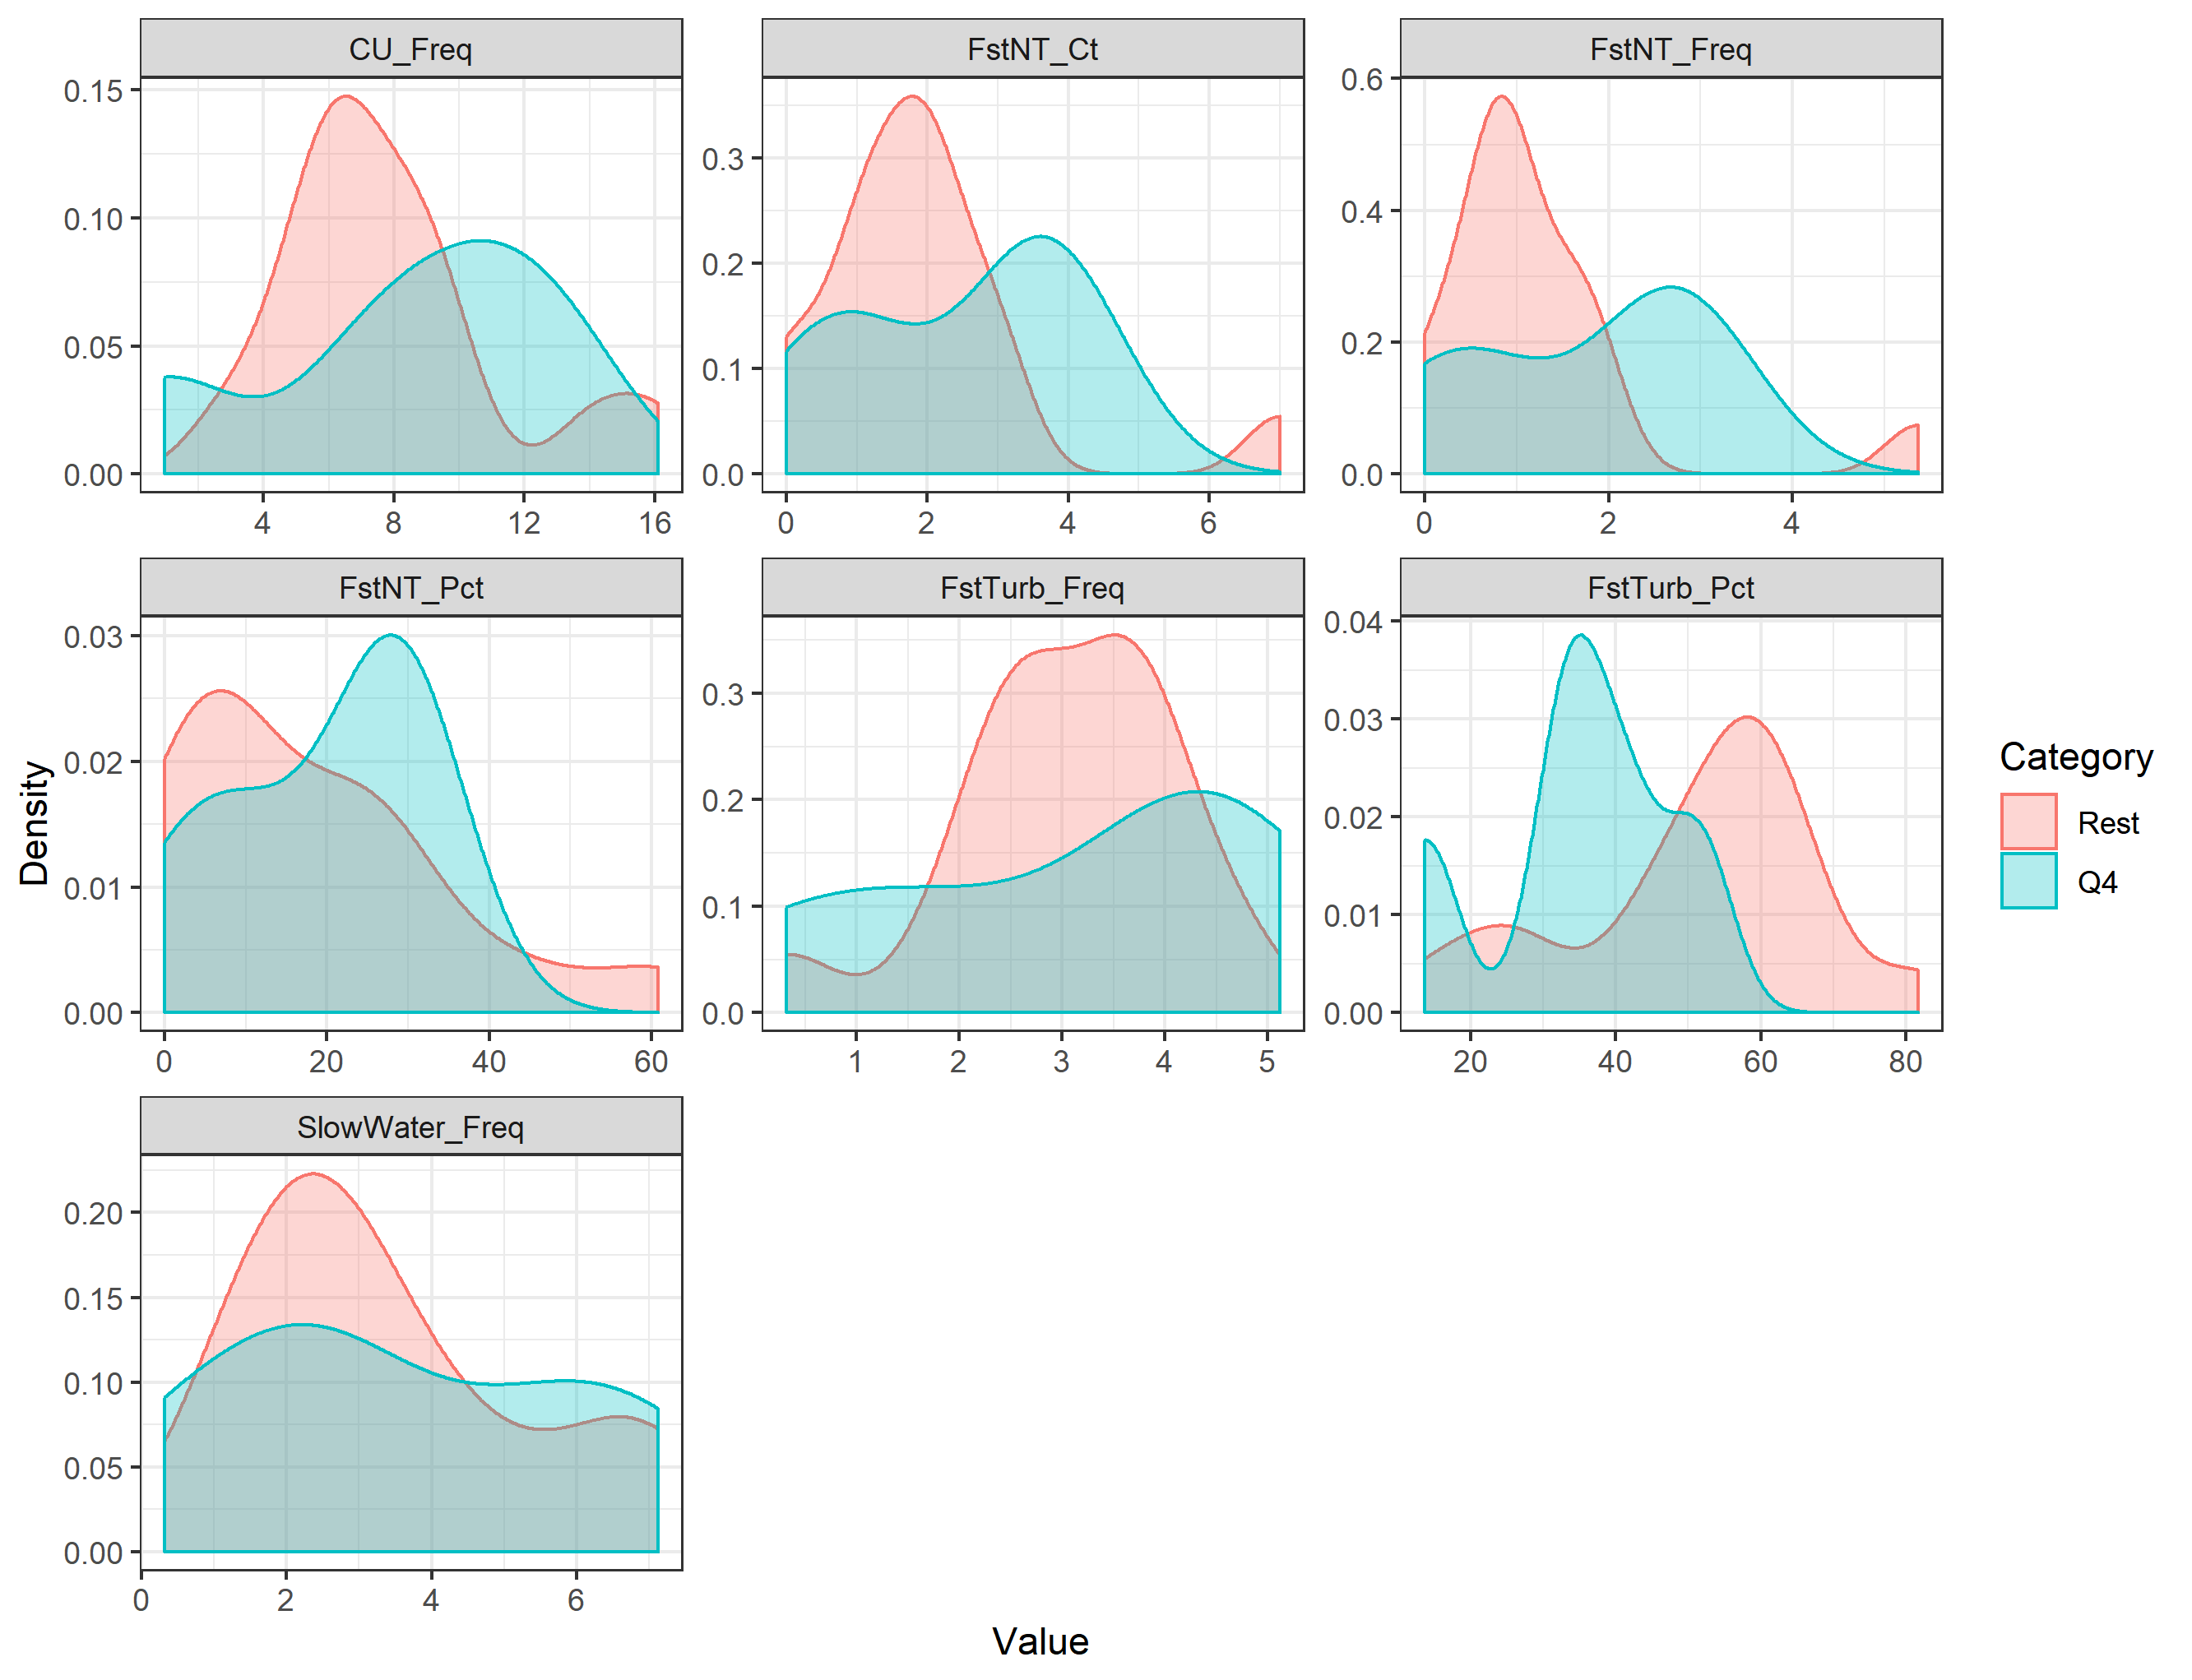 CU_Freq
FstNT_Ct
FstNT_Freq
0.15
0.10
0.05
0.00
4 8 12 16
0.3
0.2
0.1
0.0
0 2 4 6
0.6
0.4
0.2
0.0
0 2 4
FstNT_Pct
FstTurb_Freq
FstTurb_Pct
0.03
0.02
0.01
0.00
0 20 40 60
0.3
0.2
0.1
0.0
1 2 3 4 5
0.04
0.03
0.02
0.01
0.00
20 40 60 80
SlowWater_Freq
0.20
0.15
0.10
0.05
0.00
0 2 4 6
Density
Value
Category
Rest
Q4